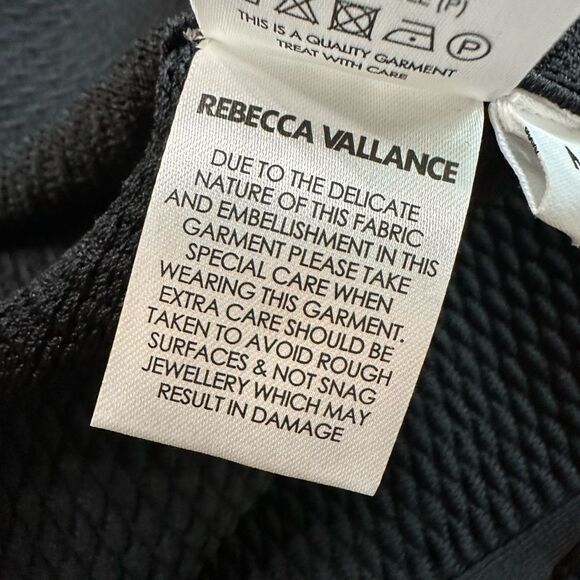 (P)
P
THIS IS A QUALITY GARMENT
TREAT WITH CARE
REBECCA VALLANCE
DUE TO THE DELICATE
NATURE OF THIS FABRIC
AND EMBELLISHMENT IN THIS
GARMENT PLEASE TAKE
SPECIAL CARE WHEN
WEARING THIS GARMENT.
EXTRA CARE SHOULD BE
TAKEN TO AVOID ROUGH
SURFACES & NOT SNAG
JEWELLERY WHICH MAY
RESULT IN DAMAGE